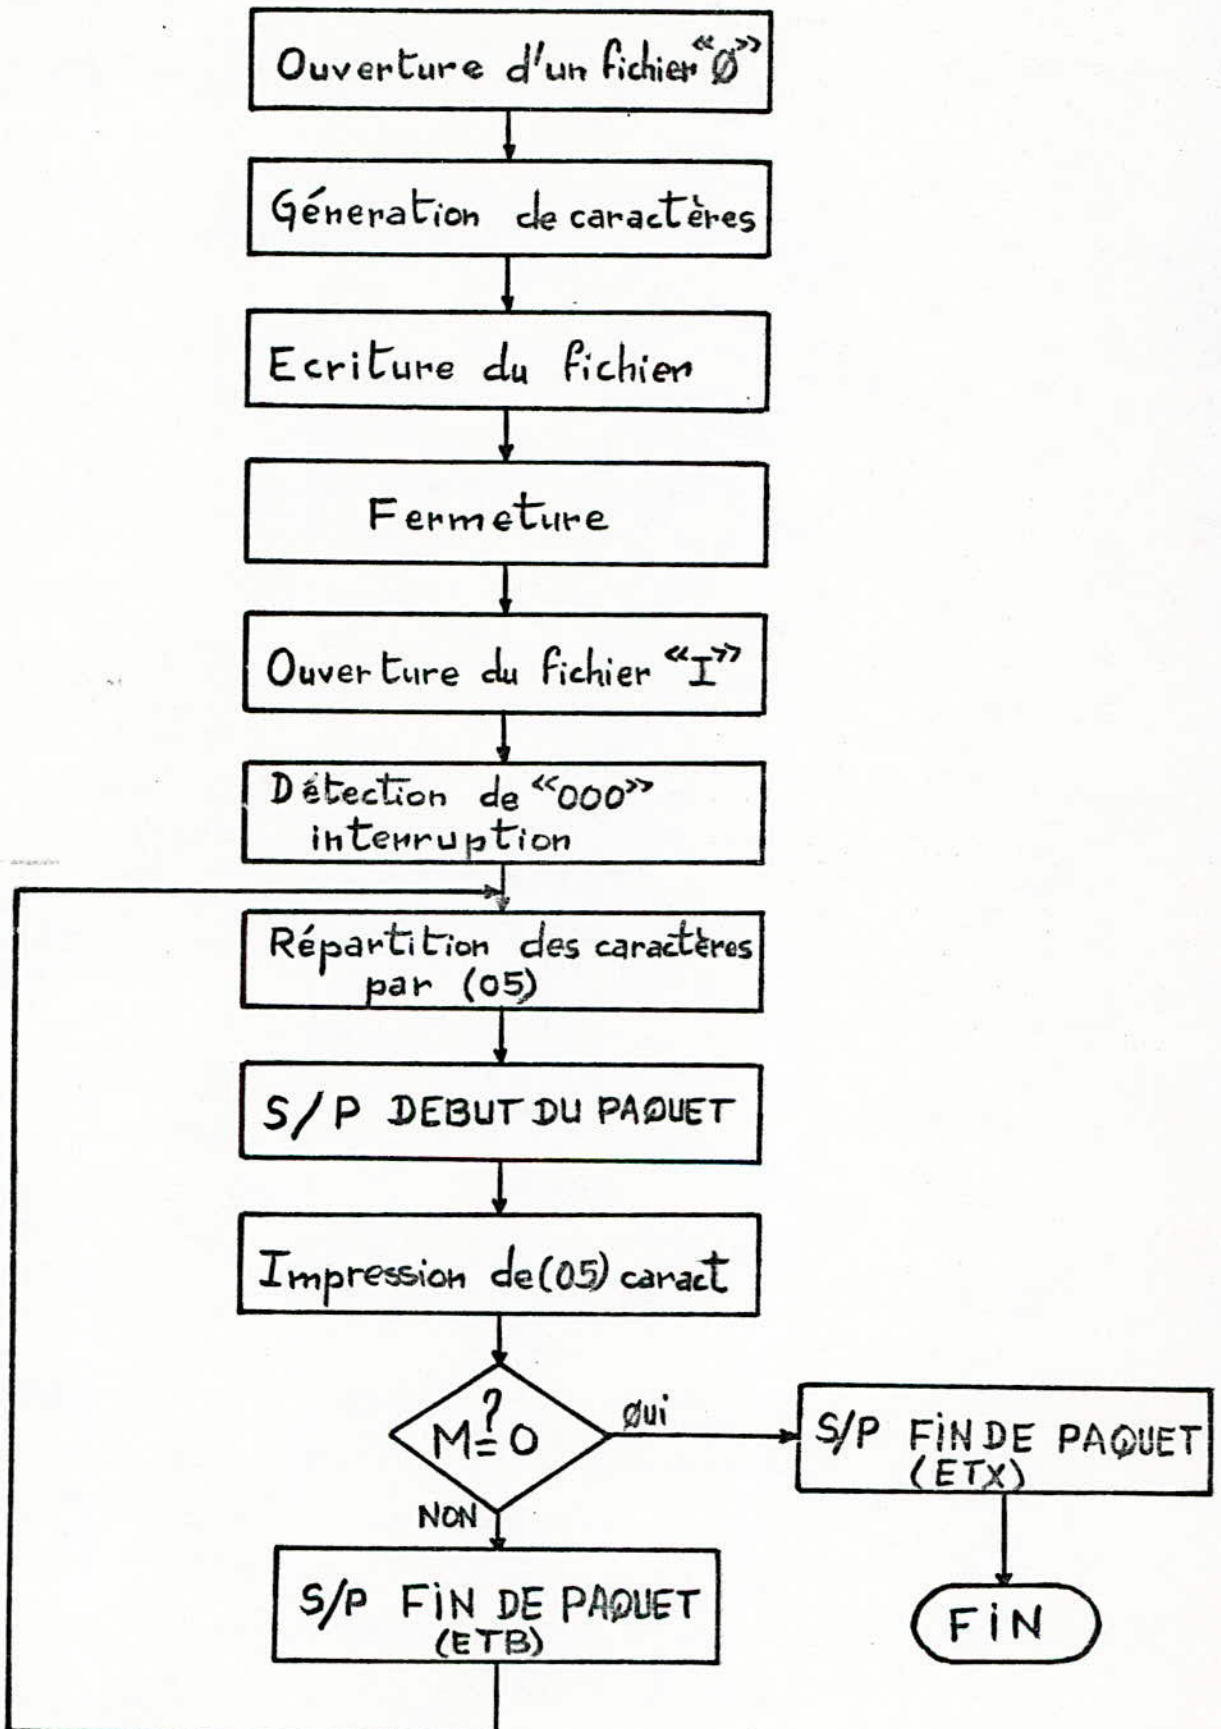 Ouverture d'un fichier «Ø»
Géneration de caractères
Ecriture du fichier
Fermeture
Ouverture du fichier «I»
Détection de «000»
interruption
Répartition des caractères
par (05)
S/P DEBUT DU PAQUET
Impression de (05) caract
M ?= 0
Øui
S/P FiN DE PAQUET
(ETX)
NON
S/P FiN DE PAQUET
(ETB)
FiN